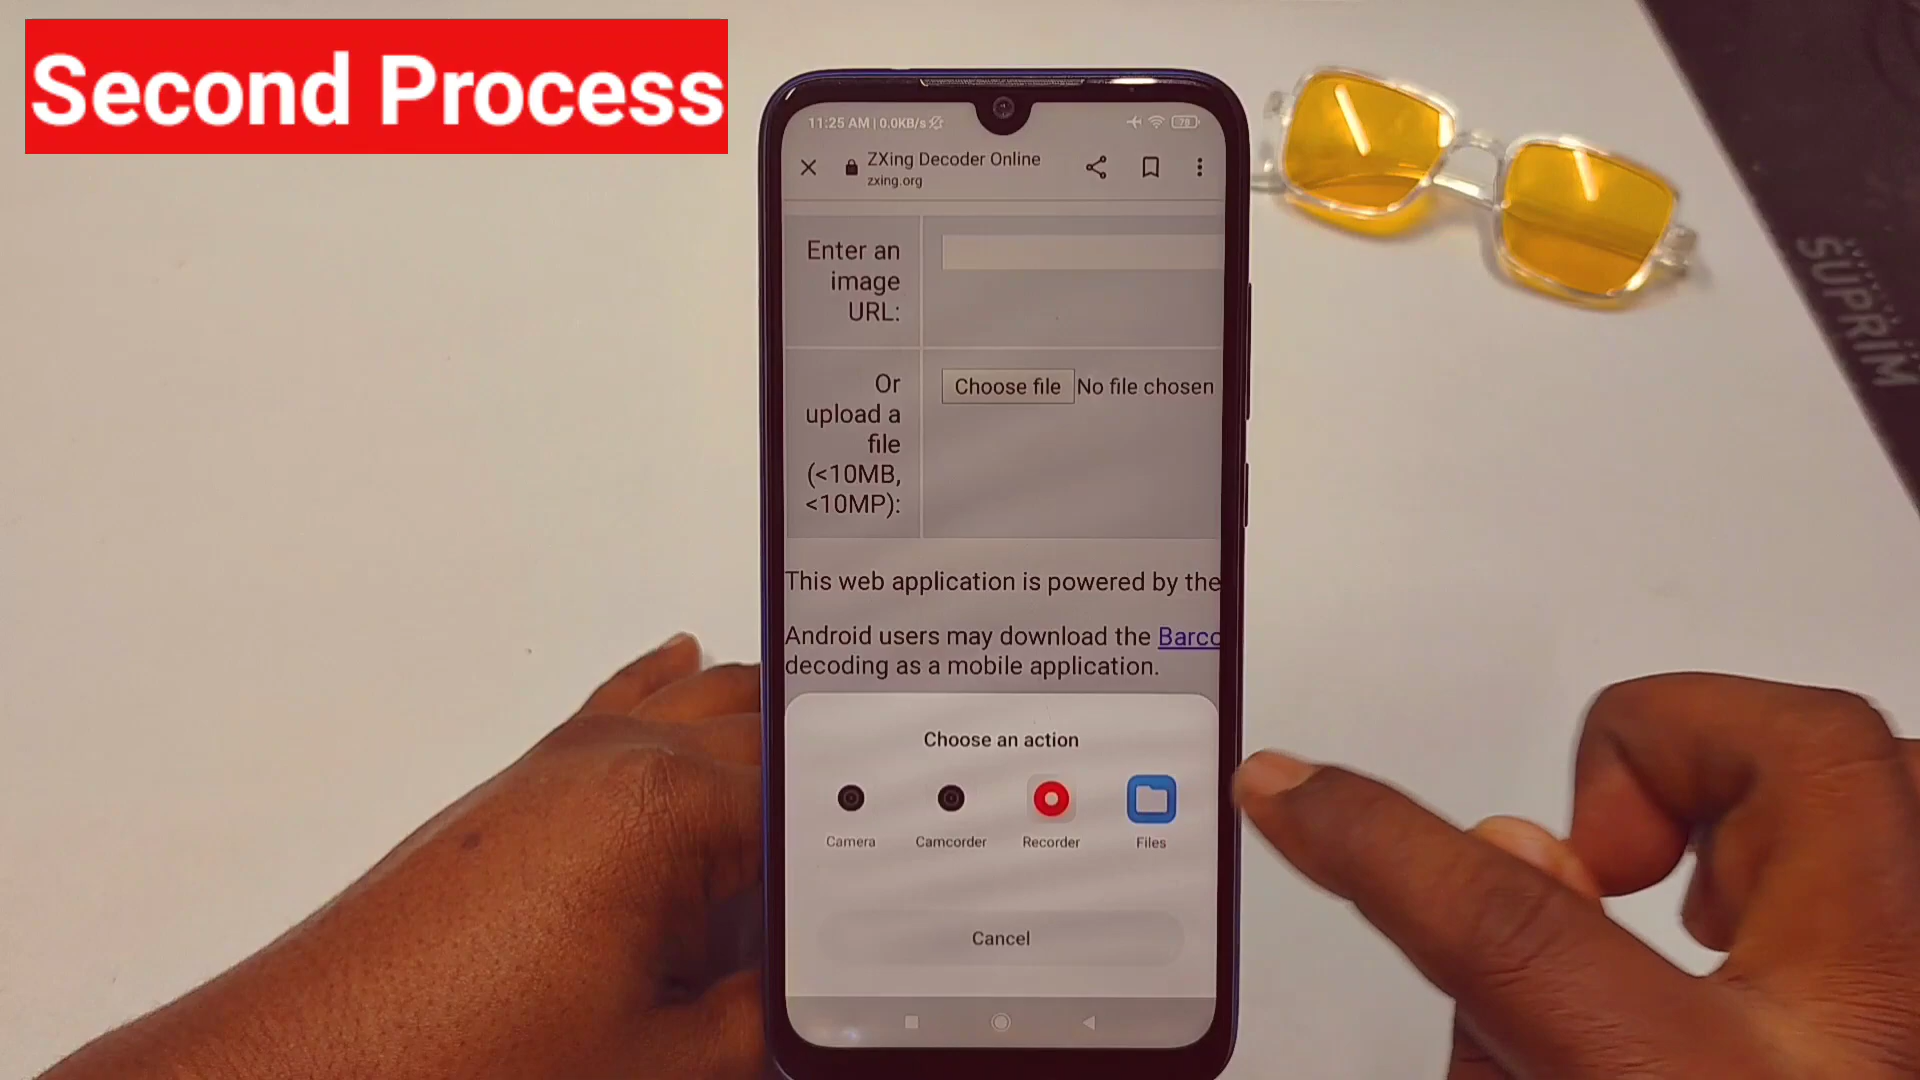 Second Process
11:25 AM | 0.0KB/s
79
ZXing Decoder Online
zxing.org
Enter an
image
URL:
Or
upload a
file
(<10MB,
<10MP):
Choose file No file chosen
This web application is powered by the
Android users may download the Barco
decoding as a mobile application.
Choose an action
Camera Camcorder Recorder Files
Cancel
SUPRIM